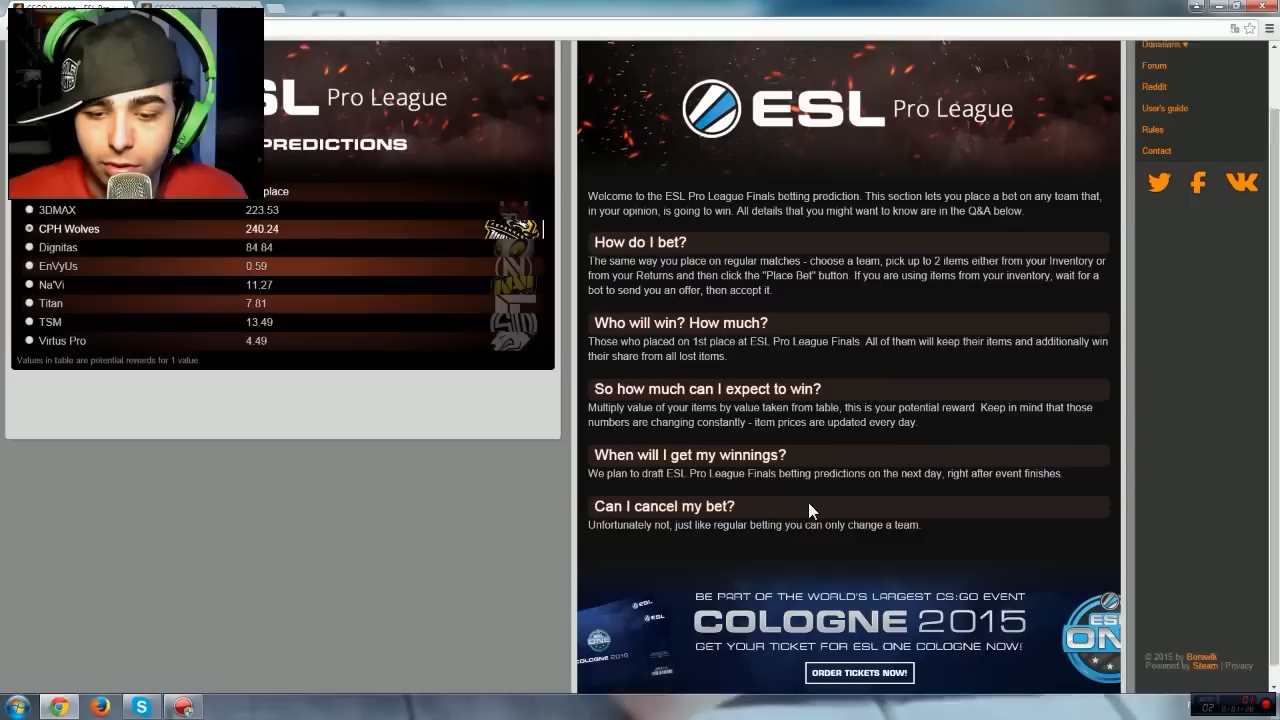 ESL Pro League
PREDICTIONS
place
3DMAX 223.53
CPH Wolves 240.24
Dignitas 84.84
EnVyUs 0.59
Na'Vi 11.27
Titan 7.81
TSM 13.49
Virtus Pro 4.49
Values in table are potential rewards for 1 value.
ESL Pro League
Welcome to the ESL Pro League Finals betting prediction. This section lets you place a bet on any team that,
in your opinion, is going to win. All details that you might want to know are in the Q&A below.
How do I bet?
The same way you place on regular matches - choose a team, pick up to 2 items either from your Inventory or
from your Returns and then click the "Place Bet" button. If you are using items from your inventory, wait for a
bot to send you an offer, then accept it.
Who will win? How much?
Those who placed on 1st place at ESL Pro League Finals. All of them will keep their items and additionally win
their share from all lost items.
So how much can I expect to win?
Multiply value of your items by value taken from table, this is your potential reward. Keep in mind that those
numbers are changing constantly - item prices are updated every day.
When will I get my winnings?
We plan to draft ESL Pro League Finals betting predictions on the next day, right after event finishes.
Can I cancel my bet?
Unfortunately not, just like regular betting you can only change a team.
BE PART OF THE WORLD'S LARGEST CS:GO EVENT
COLOGNE 2015
GET YOUR TICKET FOR ESL ONE COLOGNE NOW!
ORDER TICKETS NOW!
Forum
Reddit
User's guide
Rules
Contact
© 2015 by Borewik
Powered by Steam | Privacy